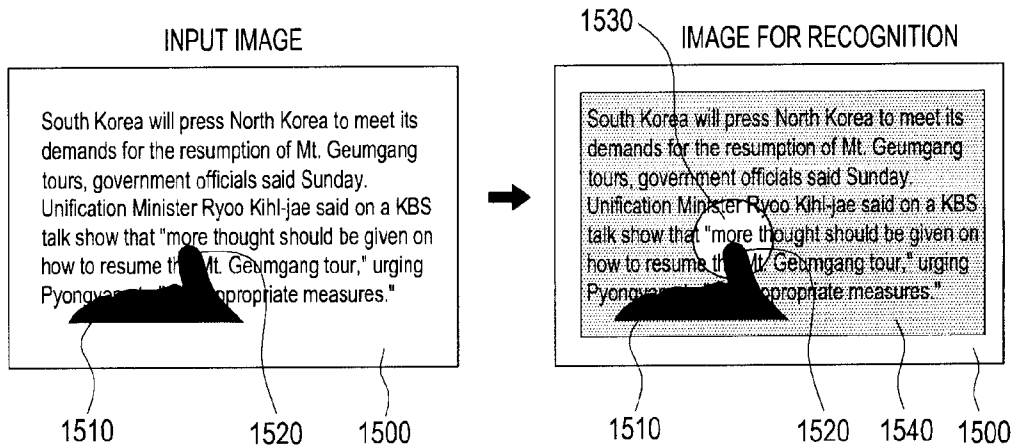 INPUT IMAGE
South Korea will press North Korea to meet its
demands for the resumption of Mt. Geumgang
tours, government officials said Sunday.
Unification Minister Ryoo Kihl-jae said on a KBS
talk show that "more thought should be given on
how to resume th Mt. Geumgang tour," urging
Pyongyan propriate measures."
1510
1520
1500
1530
IMAGE FOR RECOGNITION
South Korea will press North Korea to meet its
demands for the resumption of Mt. Geumgang
tours, government officials said Sunday.
Unification Minister Ryoo Kihl-jae said on a KBS
talk show that "more thought should be given on
how to resume th Mt. Geumgang tour," urging
Pyongyan propriate measures."
1510
1520
1540
1500